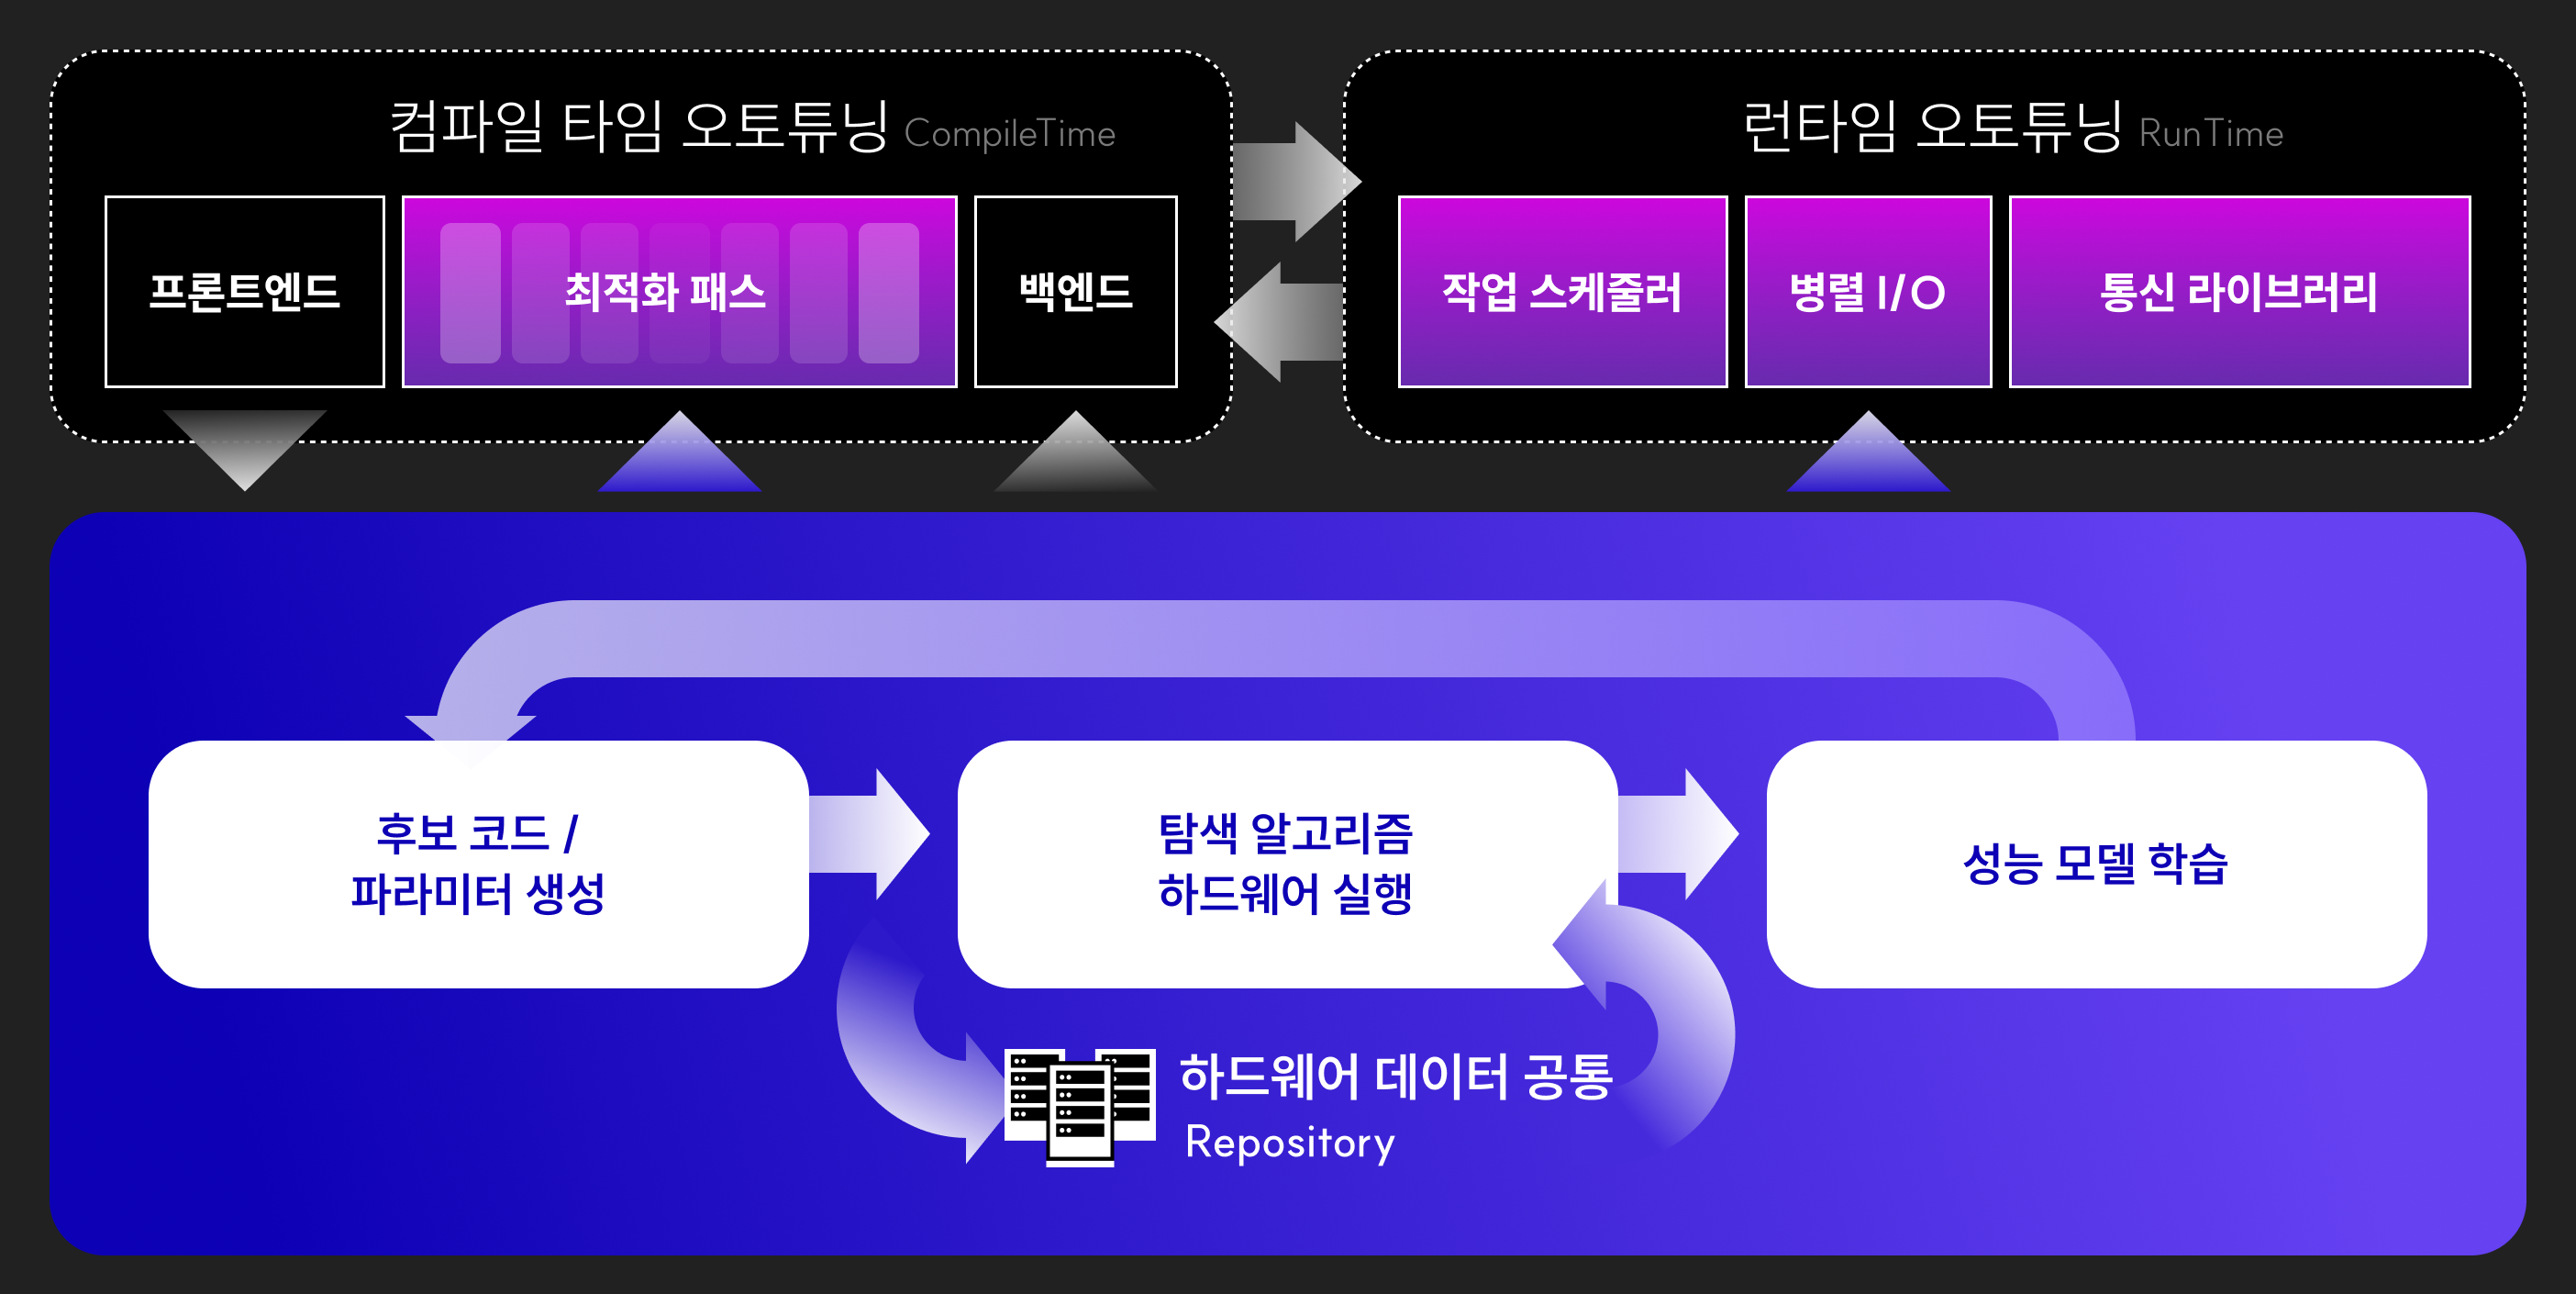 컴파일 타임 오토튜닝 CompileTime
프론트엔드
최적화 패스
백엔드
런타임 오토튜닝 RunTime
작업 스케줄러
병렬 I/O
통신 라이브러리
후보 코드 /
파라미터 생성
탐색 알고리즘
하드웨어 실행
성능 모델 학습
하드웨어 데이터 공통
Repository